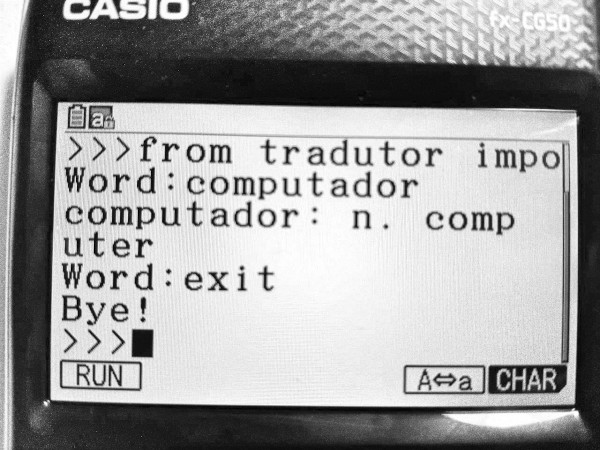 CASIO
fx-CG50
a
>>>from tradutor impo
Word:computador
computador: n. comp
uter
Word:exit
Bye!
>>>
RUN
A⇔a
CHAR